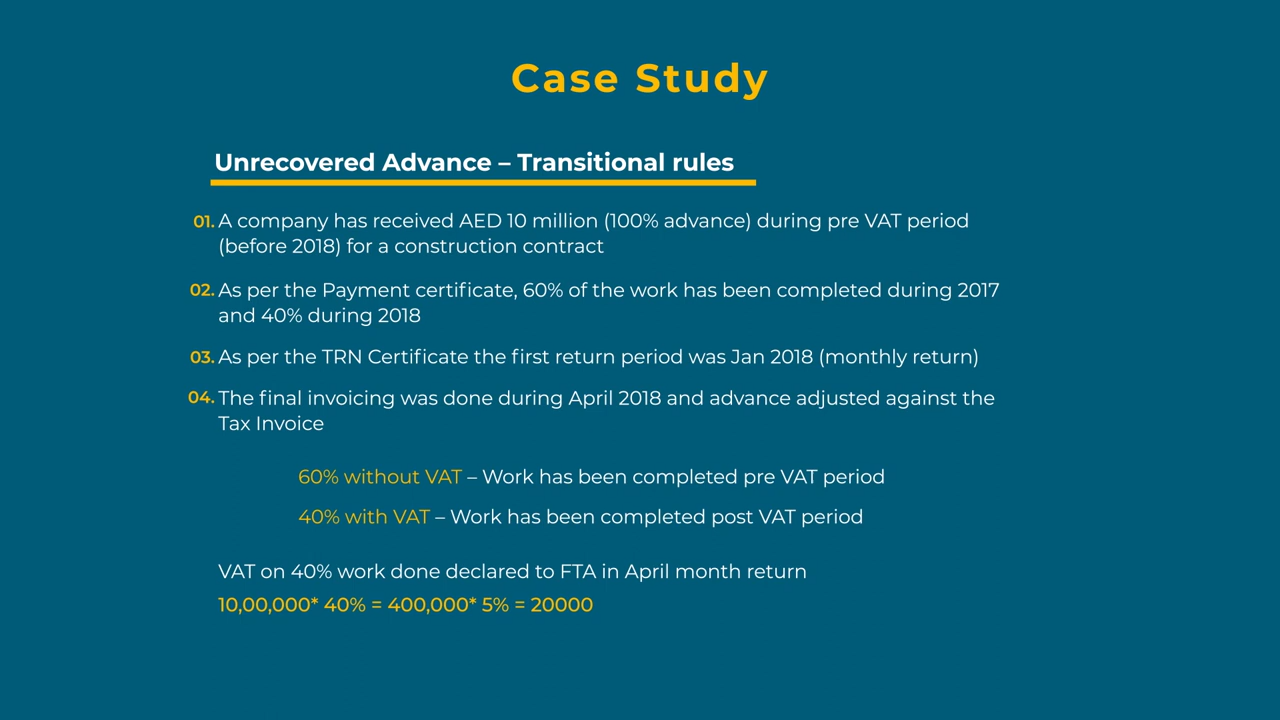 Case Study
Unrecovered Advance – Transitional rules
01. A company has received AED 10 million (100% advance) during pre VAT period
(before 2018) for a construction contract
02. As per the Payment certificate, 60% of the work has been completed during 2017
and 40% during 2018
03. As per the TRN Certificate the first return period was Jan 2018 (monthly return)
04. The final invoicing was done during April 2018 and advance adjusted against the
Tax Invoice
60% without VAT – Work has been completed pre VAT period
40% with VAT – Work has been completed post VAT period
VAT on 40% work done declared to FTA in April month return
10,00,000* 40% = 400,000* 5% = 20000